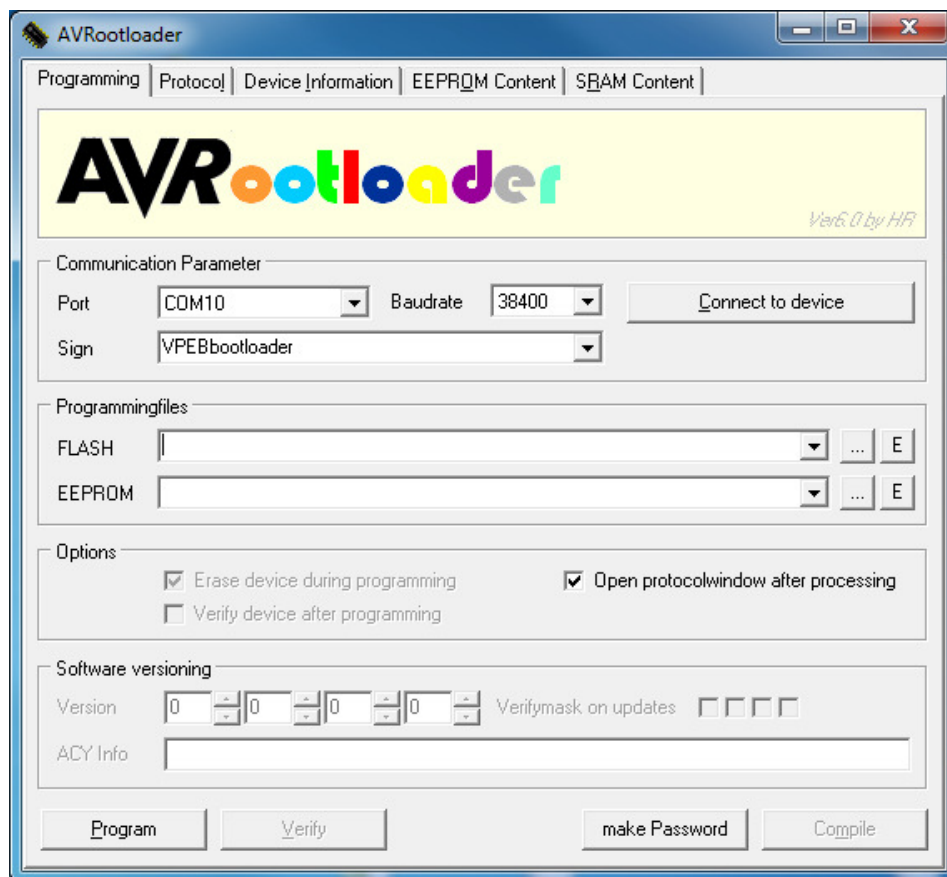 AVRootloader
Programming Protocol Device Information EEPROM Content SRAM Content
AVRootloader
Ver6.0 by HR
Communication Parameter
Port COM10 Baudrate 38400 Connect to device
Sign VPEBbootloader
Programmingfiles
FLASH ... E
EEPROM ... E
Options
Erase device during programming Open protocolwindow after processing
Verify device after programming
Software versioning
Version 0 0 0 0 Verifymask on updates
ACY Info
Program Verify make Password Compile